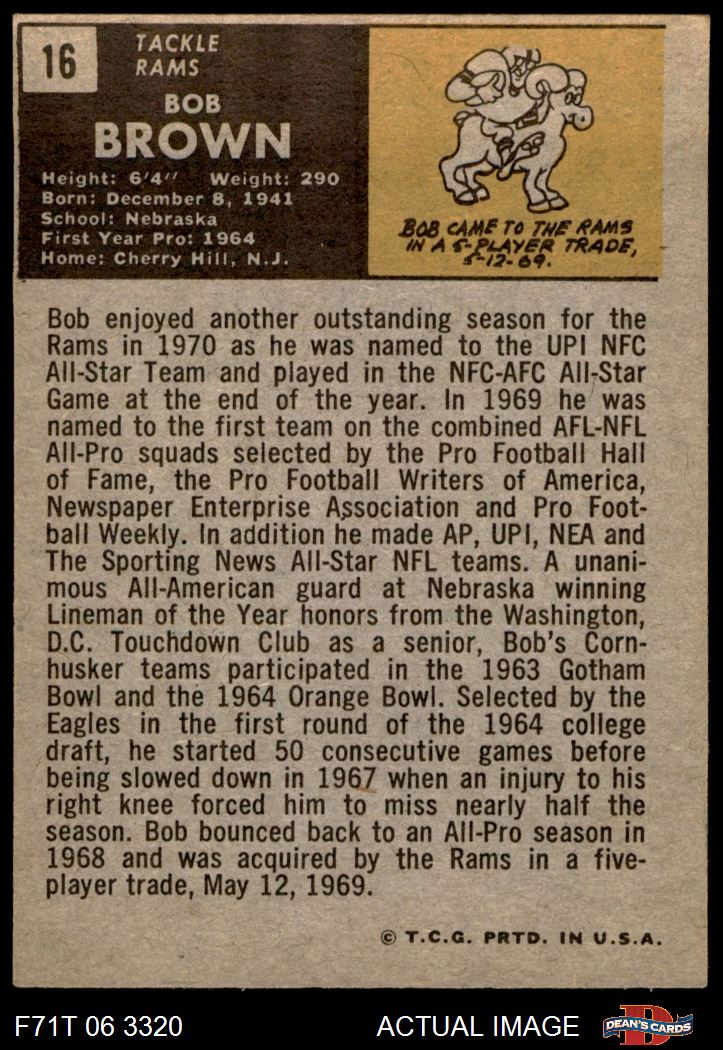 16
TACKLE
RAMS
BOB
BROWN
Height: 6'4" Weight: 290
Born: December 8, 1941
School: Nebraska
First Year Pro: 1964
Home: Cherry Hill, N.J.
BOB CAME TO THE RAMS
IN A 5-PLAYER TRADE,
5-12-69.
Bob enjoyed another outstanding season for the
Rams in 1970 as he was named to the UPI NFC
All-Star Team and played in the NFC-AFC All-Star
Game at the end of the year. In 1969 he was
named to the first team on the combined AFL-NFL
All-Pro squads selected by the Pro Football Hall
of Fame, the Pro Football Writers of America,
Newspaper Enterprise Association and Pro Foot-
ball Weekly. In addition he made AP, UPI, NEA and
The Sporting News All-Star NFL teams. A unani-
mous All-American guard at Nebraska winning
Lineman of the Year honors from the Washington,
D.C. Touchdown Club as a senior, Bob's Corn-
husker teams participated in the 1963 Gotham
Bowl and the 1964 Orange Bowl. Selected by the
Eagles in the first round of the 1964 college
draft, he started 50 consecutive games before
being slowed down in 1967 when an injury to his
right knee forced him to miss nearly half the
season. Bob bounced back to an All-Pro season in
1968 and was acquired by the Rams in a five-
player trade, May 12, 1969.
© T.C.G. PRTD. IN U.S.A.
F71T 06 3320 ACTUAL IMAGE DEAN'S CARDS